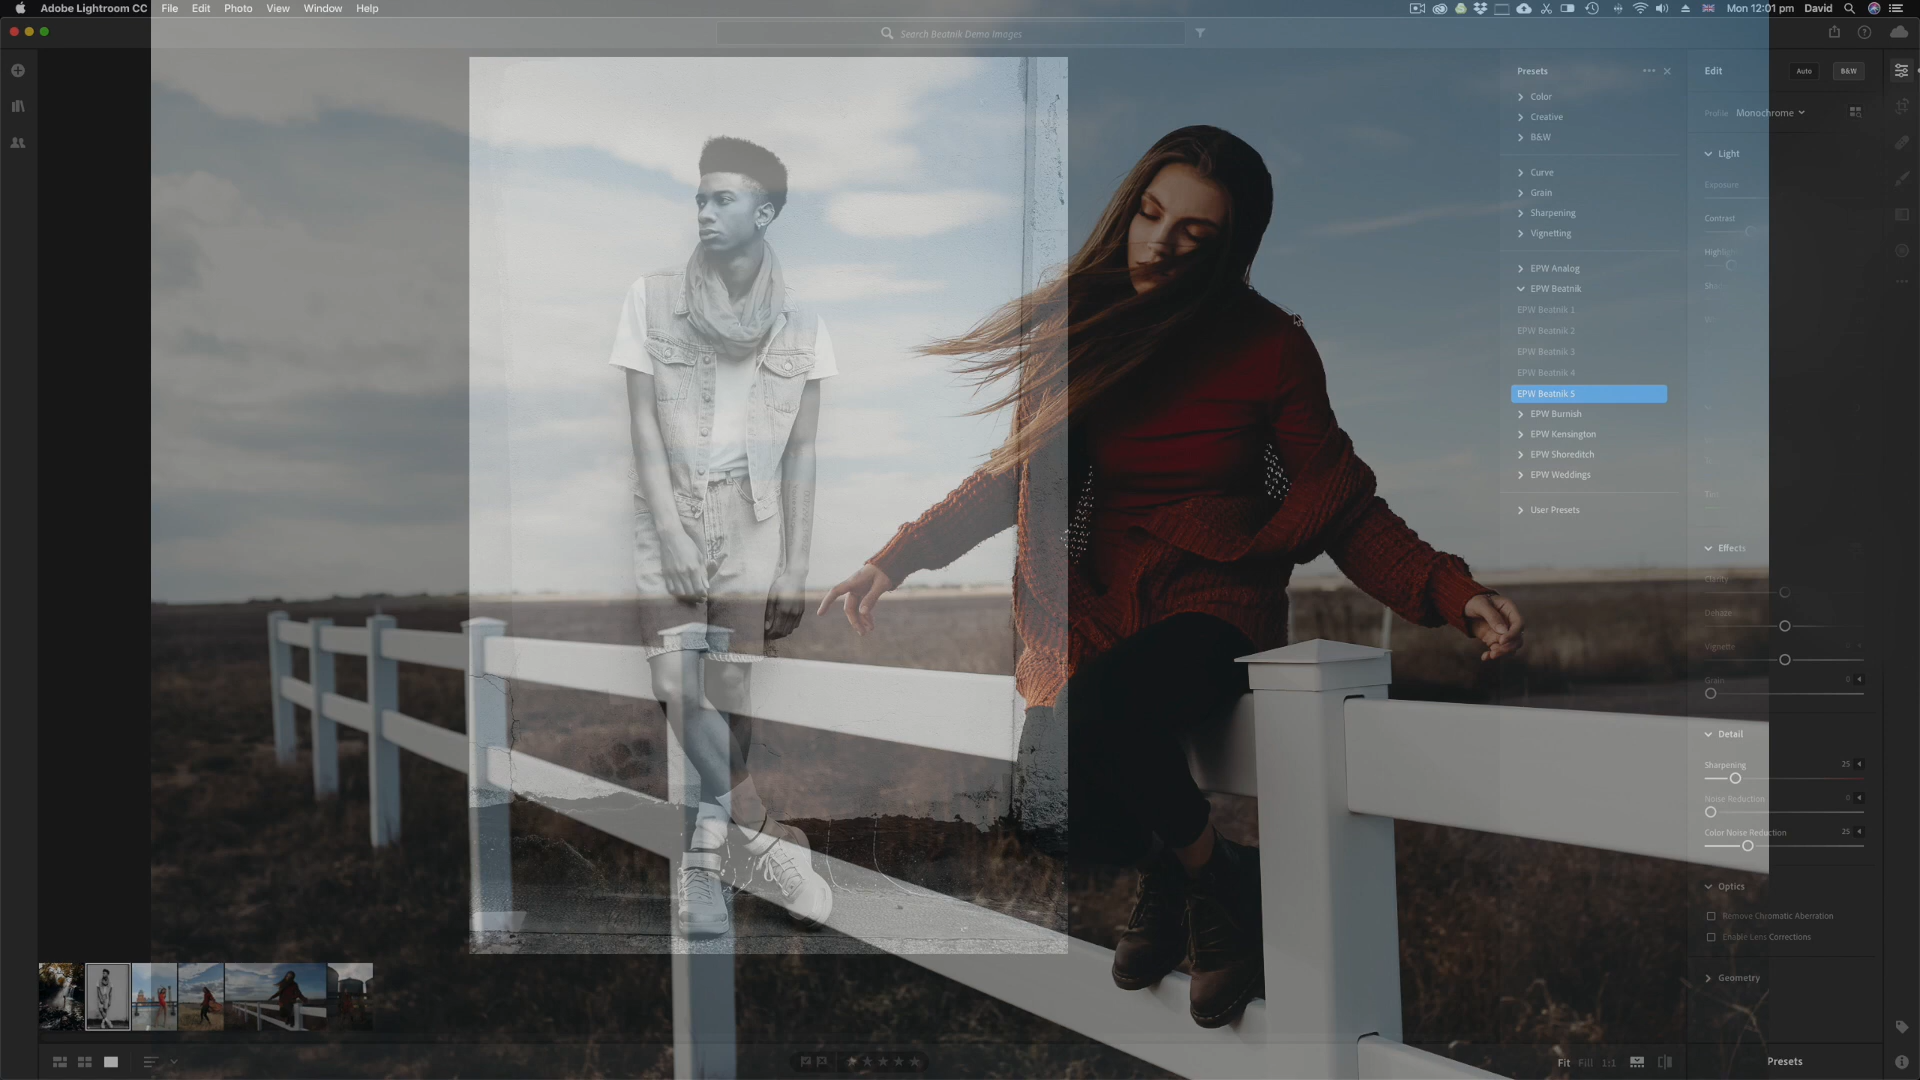 Adobe Lightroom CC File Edit Photo View Window Help Mon 12:01 pm David
Search Beatnik Demo Images
Presets
Color
Creative
B&W
Curve
Grain
Sharpening
Vignetting
EPW Analog
EPW Beatnik
EPW Beatnik 1
EPW Beatnik 2
EPW Beatnik 3
EPW Beatnik 4
EPW Beatnik 5
EPW Burnish
EPW Kensington
EPW Shoreditch
EPW Weddings
User Presets
Edit Auto B&W
Profile Monochrome
Light
Exposure
Contrast
Effects
Clarity
Dehaze
Vignette
Grain 0
Detail
Sharpening 25
Noise Reduction 0
Color Noise Reduction 25
Optics
Remove Chromatic Aberration
Enable Lens Corrections
Geometry
Fit Fill 1:1 Presets